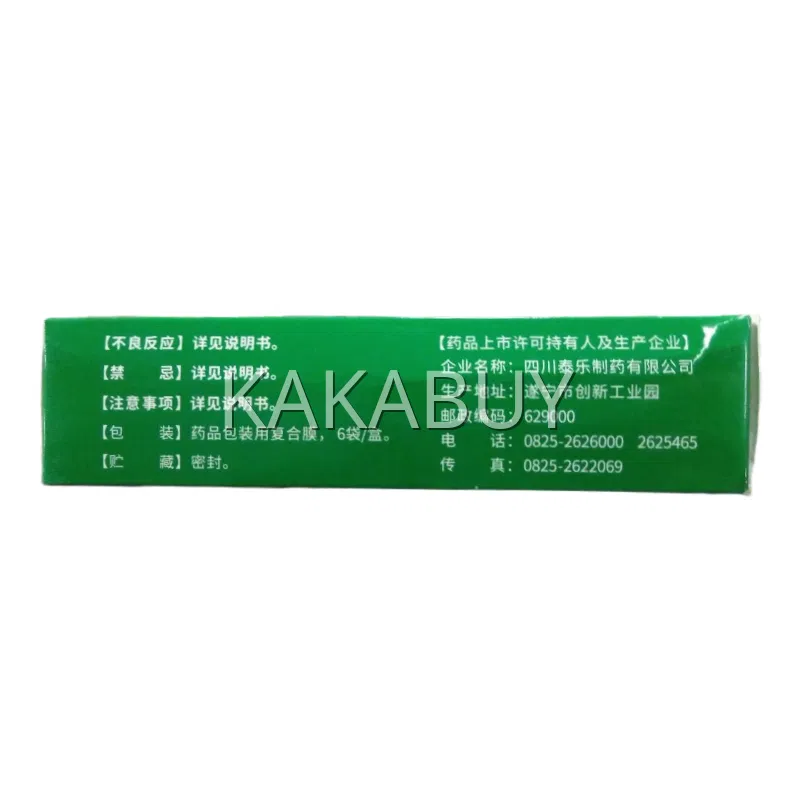 【不良反应】详见说明书。
【禁 忌】详见说明书。
【注意事项】详见说明书。
【包 装】药品包装用复合膜，6袋/盒。
【贮 藏】密封。
【药品上市许可持有人及生产企业】
企业名称：四川泰乐制药有限公司
生产地址：遂宁市创新工业园
邮政编码：629000
电 话：0825-2626000 2625465
传 真：0825-2622069
KAKABUY